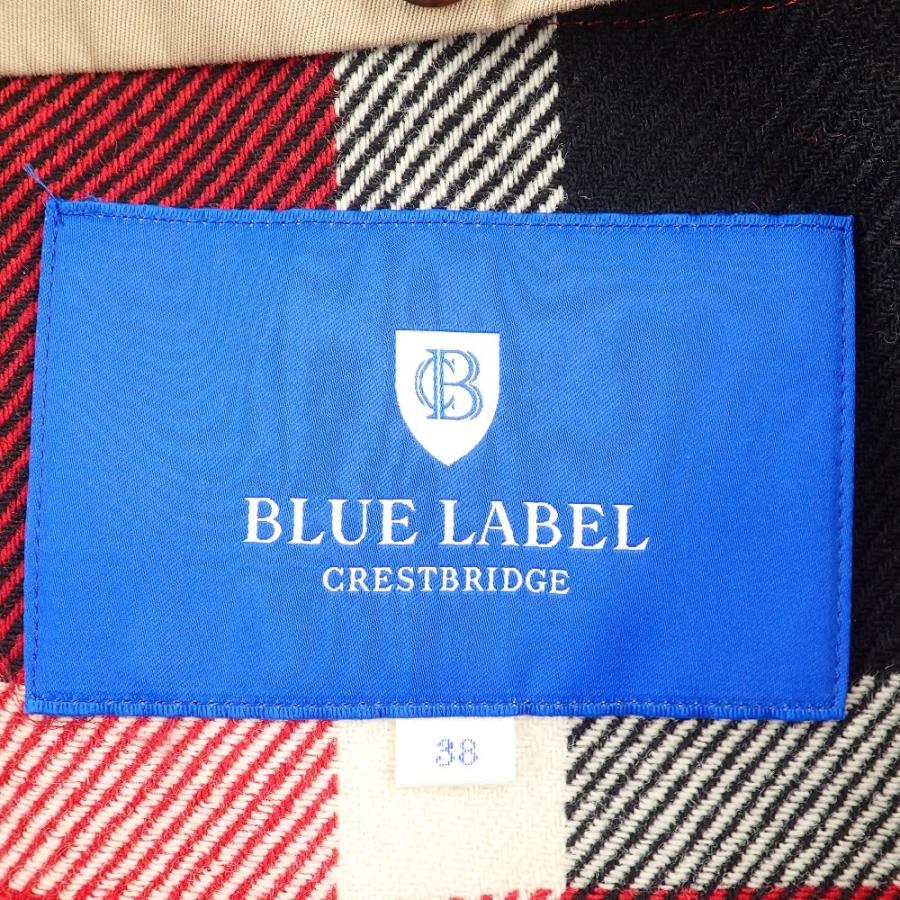 CB
BLUE LABEL
CRESTBRIDGE
38